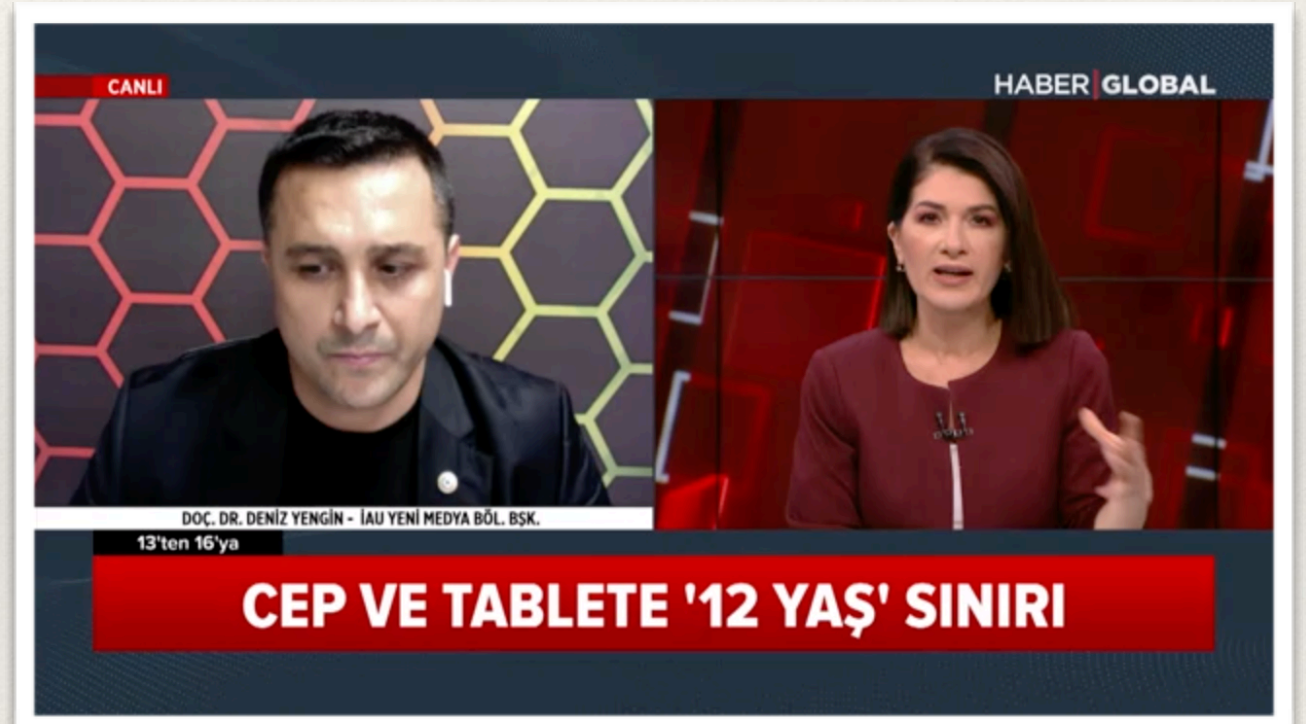 CANLI
HABER GLOBAL
DOÇ. DR. DENİZ YENGİN - İAU YENİ MEDYA BÖL. BŞK.
13'ten 16'ya
CEP VE TABLETE '12 YAŞ' SINIRI